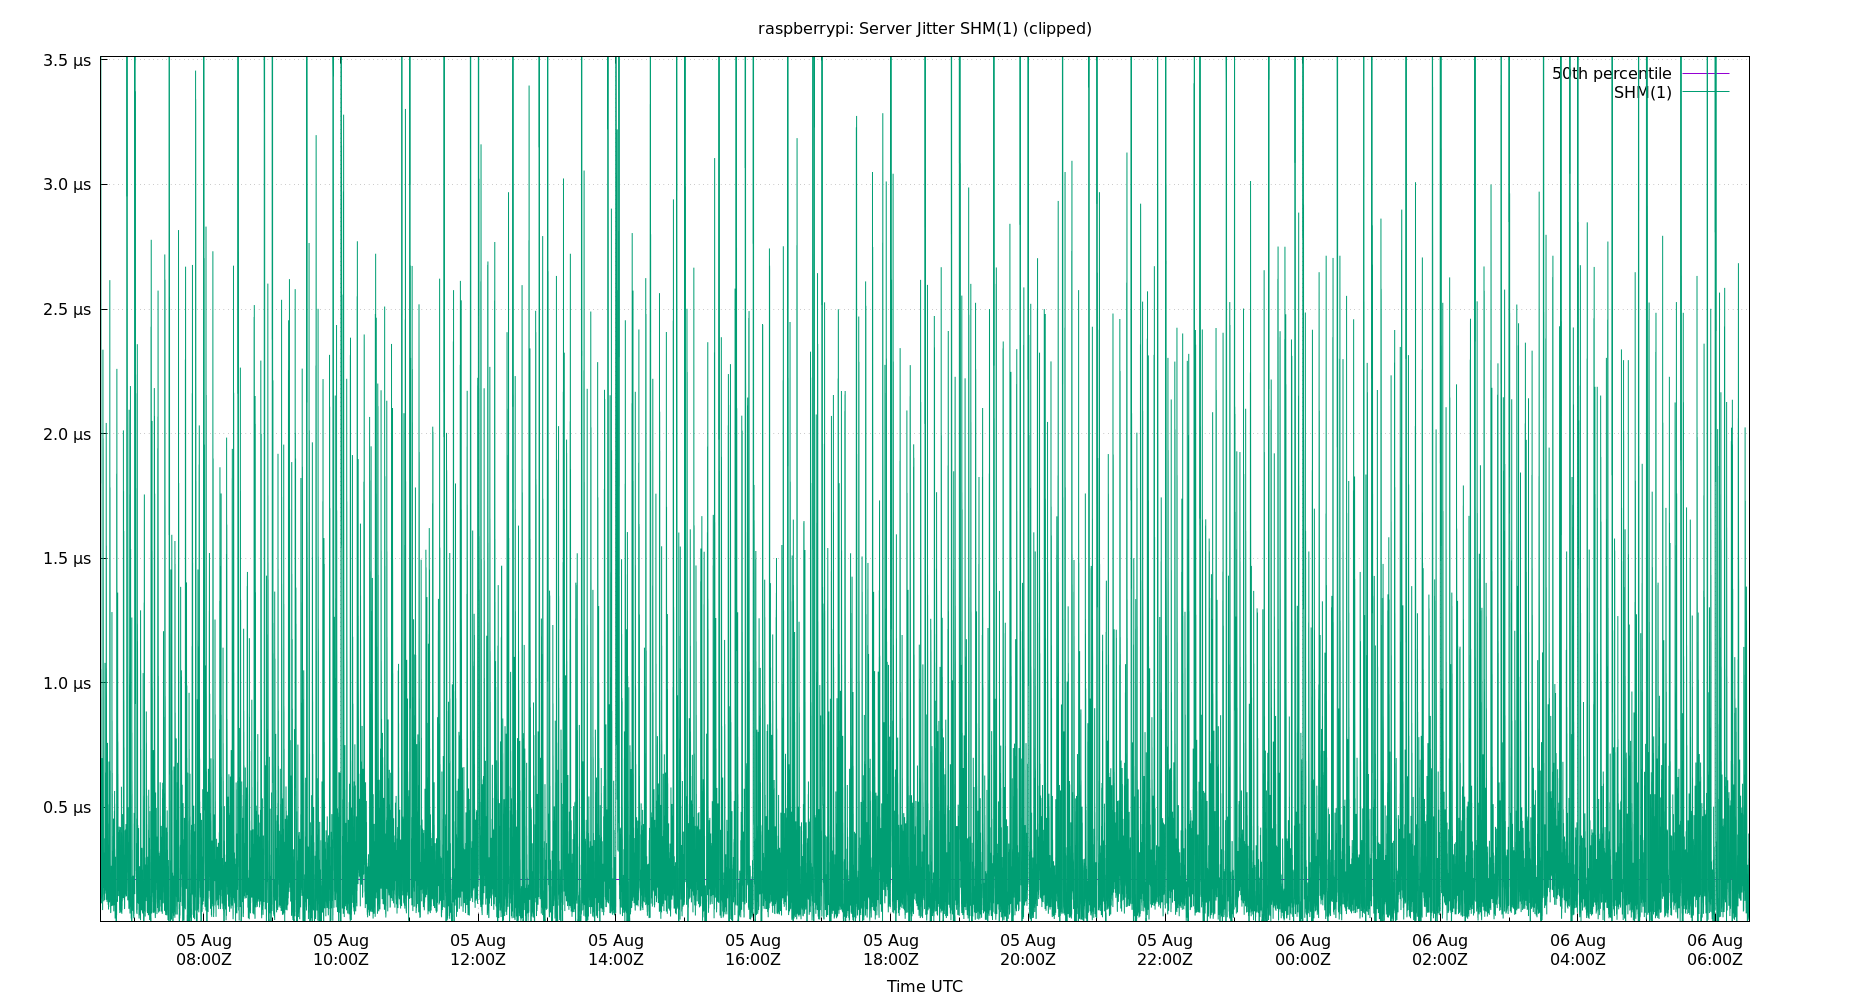 raspberrypi: Server Jitter SHM(1) (clipped)
3.5 µs
3.0 µs
2.5 µs
2.0 µs
1.5 µs
1.0 µs
0.5 µs
50th percentile
SHM(1)
05 Aug 05 Aug 05 Aug 05 Aug 05 Aug 05 Aug 05 Aug 05 Aug 06 Aug 06 Aug 06 Aug 06 Aug
08:00Z 10:00Z 12:00Z 14:00Z 16:00Z 18:00Z 20:00Z 22:00Z 00:00Z 02:00Z 04:00Z 06:00Z
Time UTC